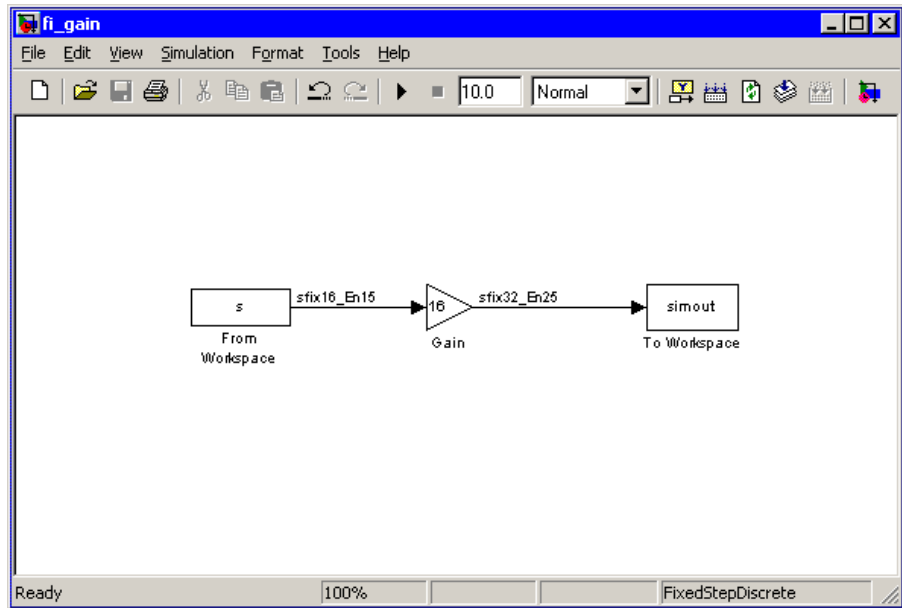 fi_gain
File Edit View Simulation Format Tools Help
10.0 Normal
s sfix16_En15 16 sfix32_En25 simout
From Workspace
Gain
To Workspace
Ready 100% FixedStepDiscrete